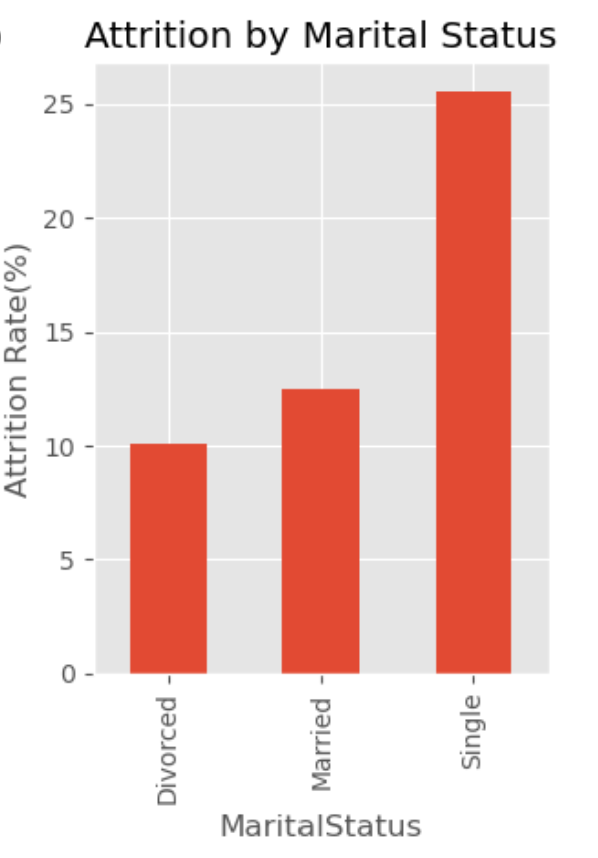 )
Attrition by Marital Status
Attrition Rate(%)
25
20
15
10
5
0
Divorced
Married
Single
MaritalStatus